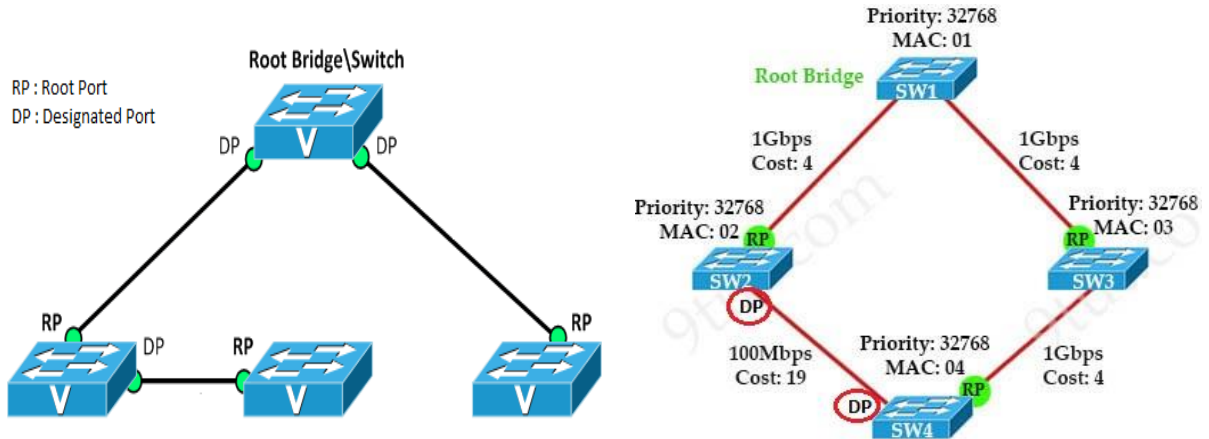 Root Bridge\Switch
RP : Root Port
DP : Designated Port
DP
DP
V
RP
DP
RP
RP
V
V
V
Priority: 32768
MAC: 01
Root Bridge
SW1
1Gbps
Cost: 4
1Gbps
Cost: 4
Priority: 32768
MAC: 02
RP
SW2
DP
Priority: 32768
MAC: 03
RP
SW3
100Mbps
Cost: 19
Priority: 32768
MAC: 04
1Gbps
Cost: 4
DP
RP
SW4